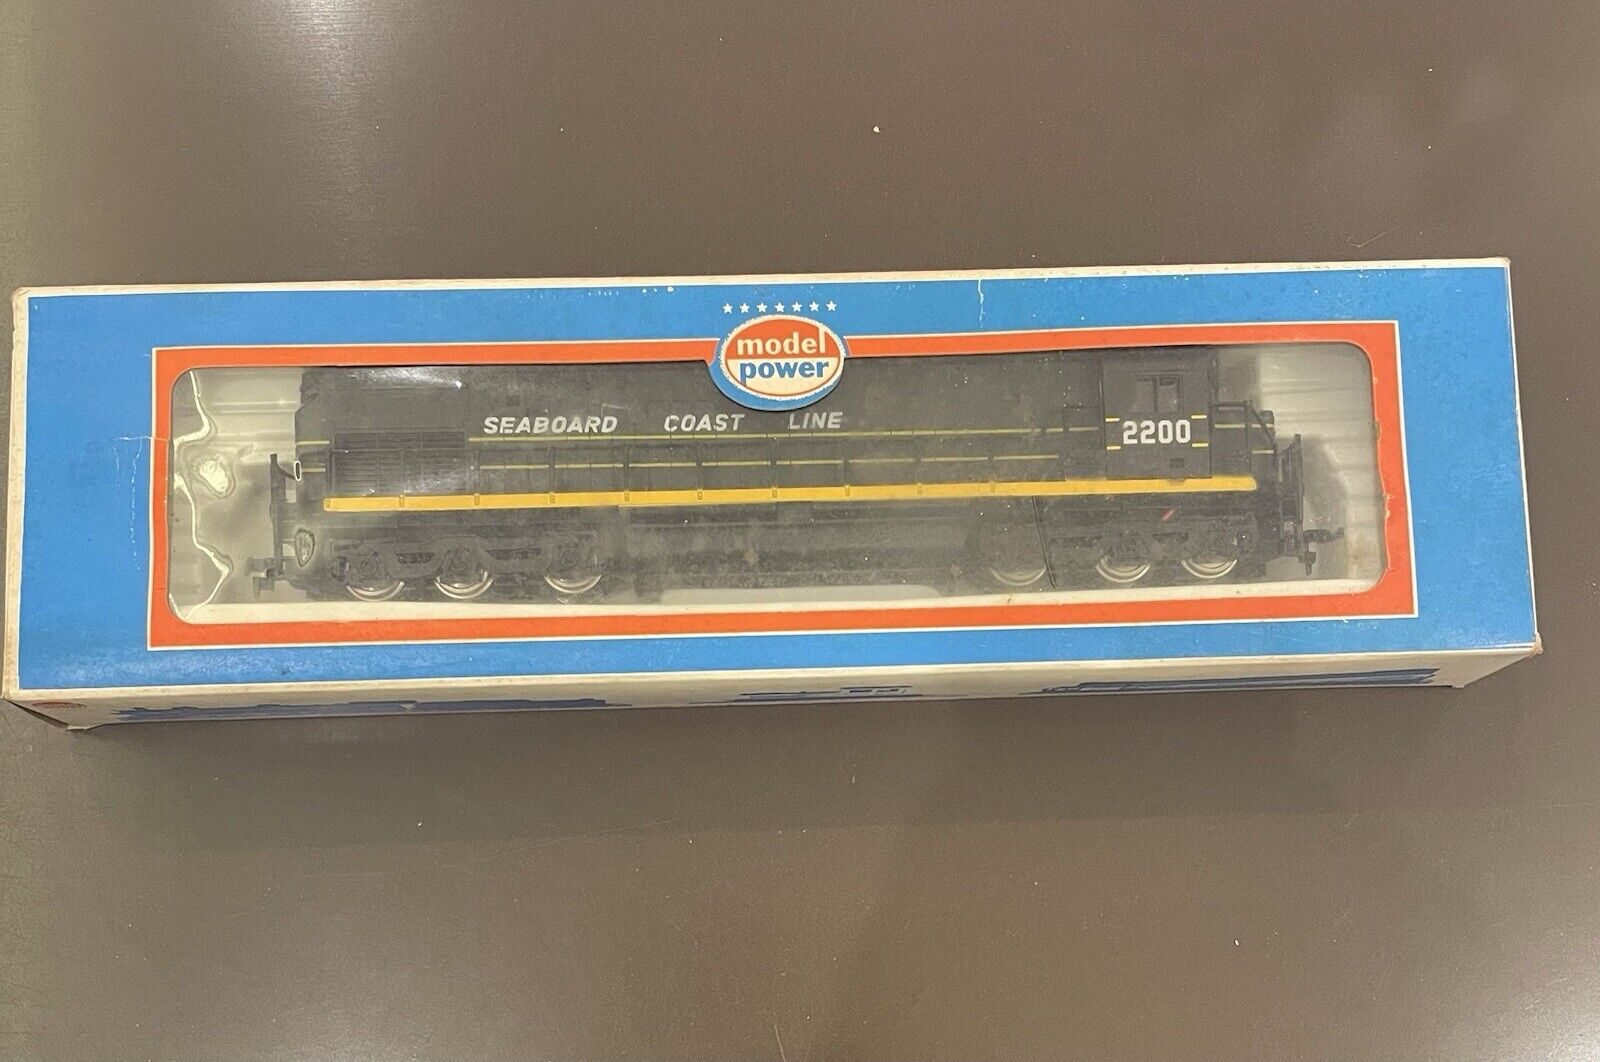 model
power
SEABOARD COAST LINE
2200